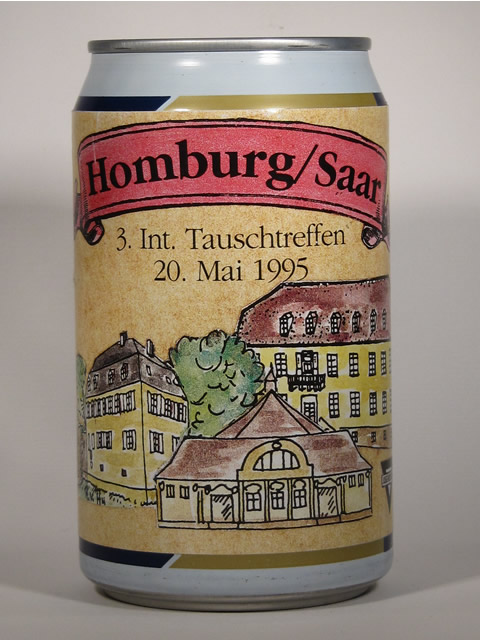 Homburg/Saar
3. Int. Tauschtreffen
20. Mai 1995